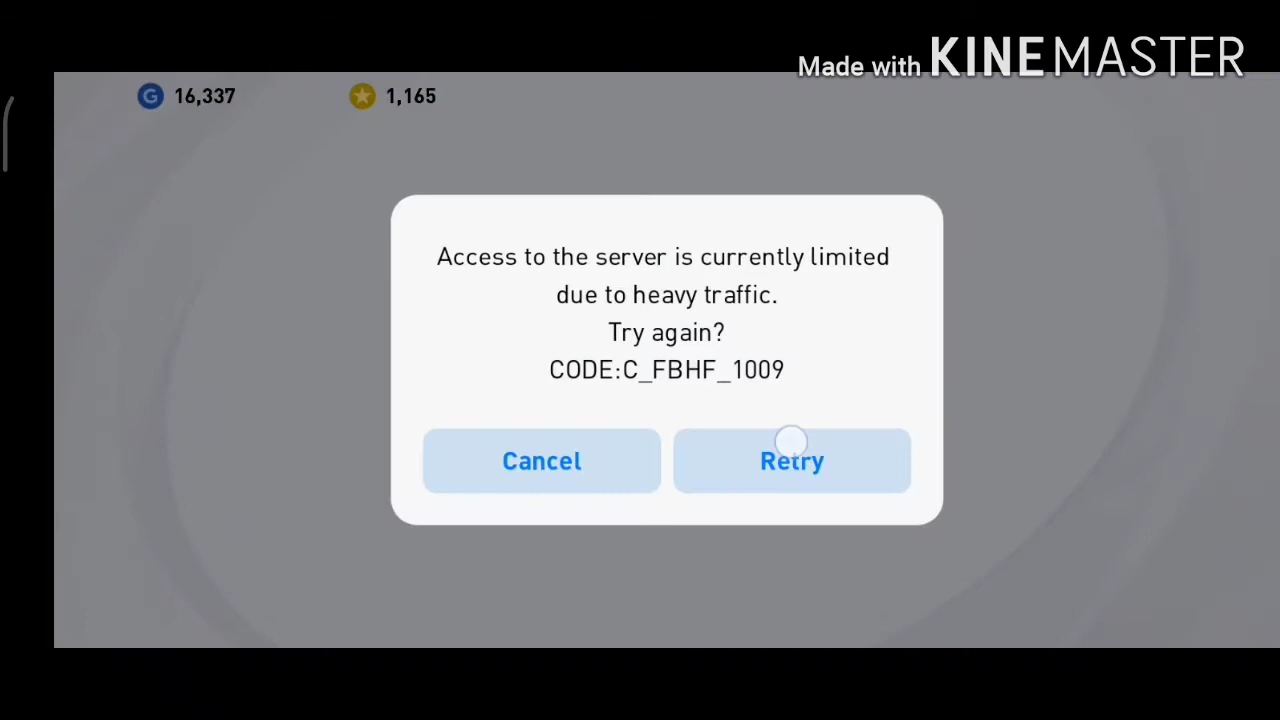 Made with KINEMASTER
G 16,337 1,165
Access to the server is currently limited
due to heavy traffic.
Try again?
CODE:C_FBHF_1009
Cancel Retry